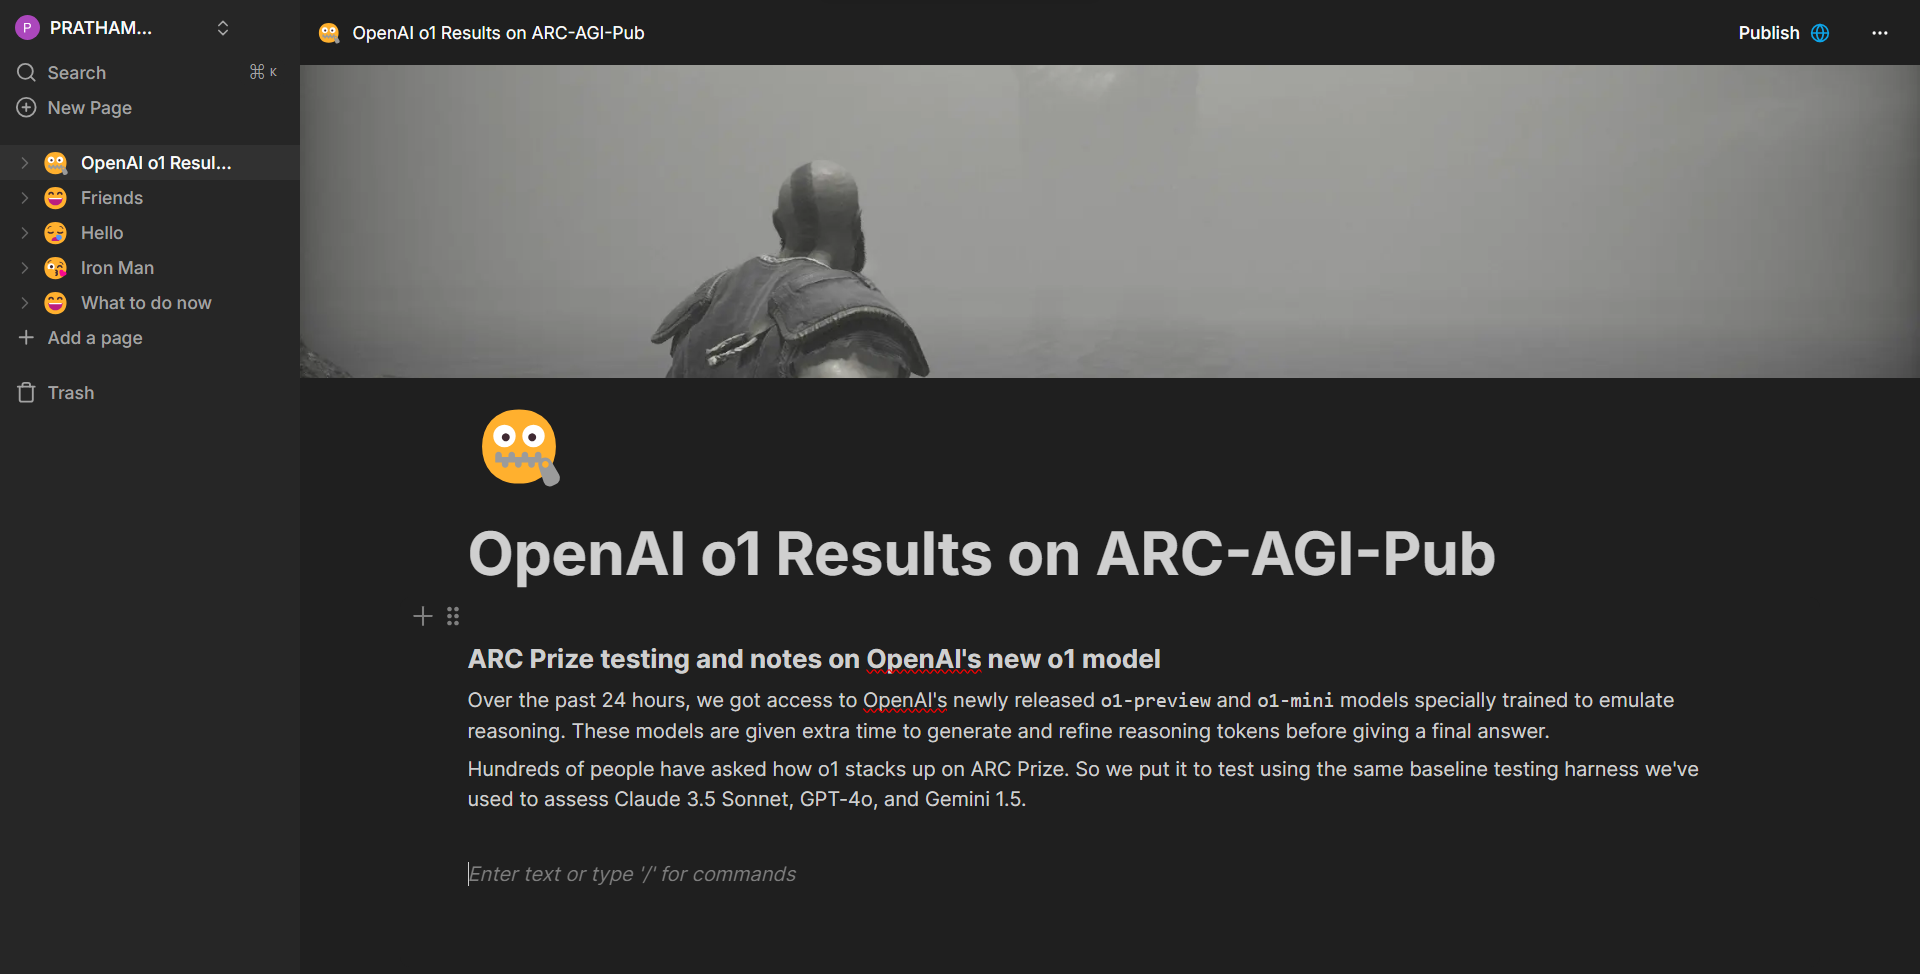 P PRATHAM...
Search ⌘ K
New Page
OpenAI o1 Resul...
Friends
Hello
Iron Man
What to do now
Add a page
Trash
OpenAI o1 Results on ARC-AGI-Pub
Publish
OpenAI o1 Results on ARC-AGI-Pub
ARC Prize testing and notes on OpenAI's new o1 model
Over the past 24 hours, we got access to OpenAI's newly released o1-preview and o1-mini models specially trained to emulate
reasoning. These models are given extra time to generate and refine reasoning tokens before giving a final answer.
Hundreds of people have asked how o1 stacks up on ARC Prize. So we put it to test using the same baseline testing harness we've
used to assess Claude 3.5 Sonnet, GPT-4o, and Gemini 1.5.
Enter text or type '/' for commands